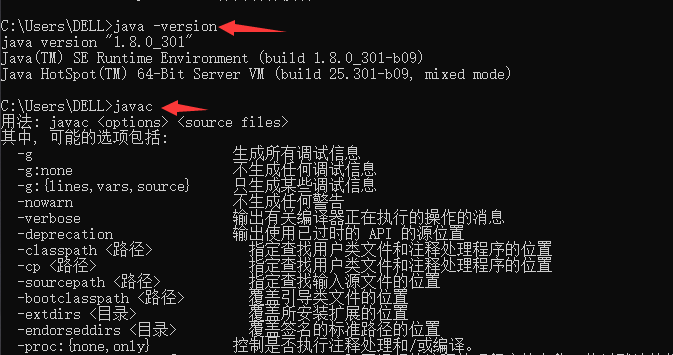 C:\Users\DELL>java -version
java version "1.8.0_301"
Java(TM) SE Runtime Environment (build 1.8.0_301-b09)
Java HotSpot(TM) 64-Bit Server VM (build 25.301-b09, mixed mode)
C:\Users\DELL>javac
用法: javac <options> <source files>
其中, 可能的选项包括:
-g 生成所有调试信息
-g:none 不生成任何调试信息
-g:{lines,vars,source} 只生成某些调试信息
-nowarn 不生成任何警告
-verbose 输出有关编译器正在执行的操作的消息
-deprecation 输出使用已过时的 API 的源位置
-classpath <路径> 指定查找用户类文件和注释处理程序的位置
-cp <路径> 指定查找用户类文件和注释处理程序的位置
-sourcepath <路径> 指定查找输入源文件的位置
-bootclasspath <路径> 覆盖引导类文件的位置
-extdirs <目录> 覆盖所安装扩展的位置
-endorseddirs <目录> 覆盖签名的标准路径的位置
-proc:{none,only} 控制是否执行注释处理和/或编译。